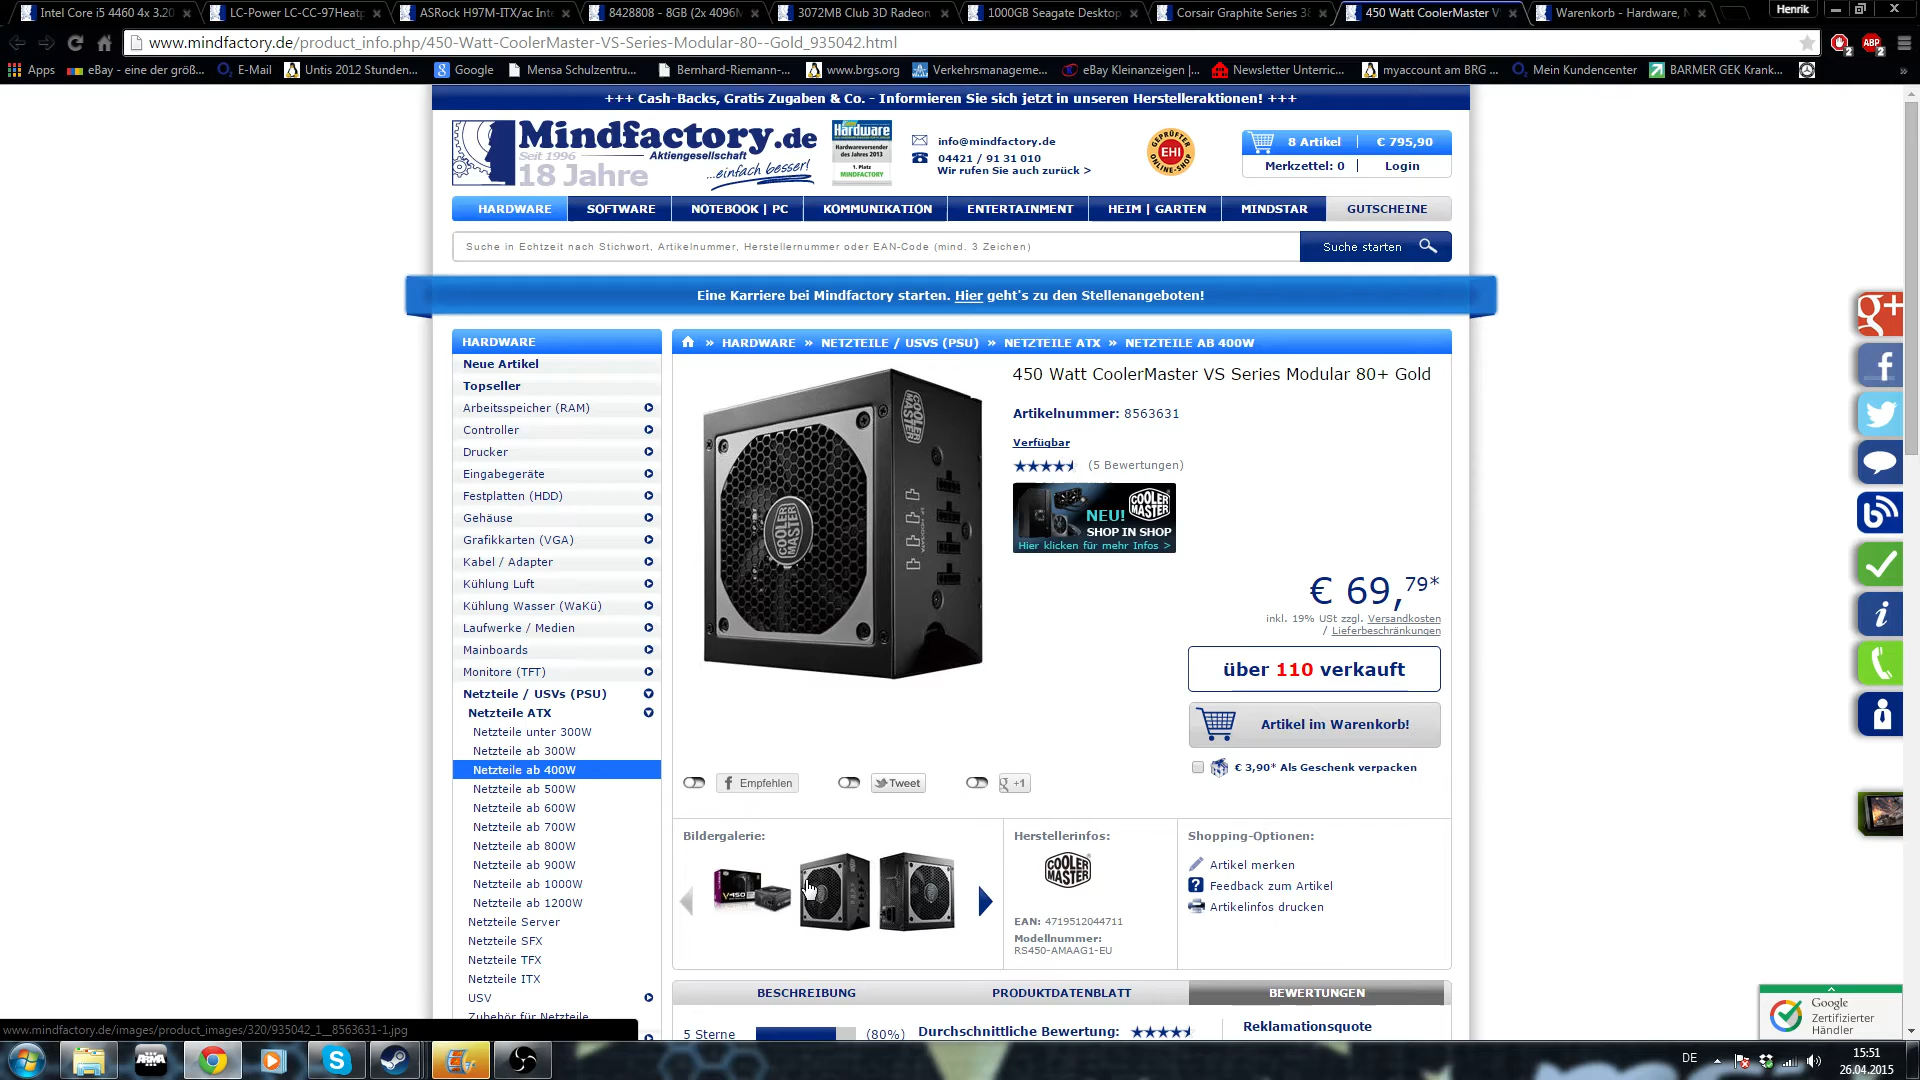 Intel Core i5 4460 4x 3.20
LC-Power LC-CC-97Heatp
ASRock H97M-ITX/ac Int
8428808 - 8GB (2x 4096M
3072MB Club 3D Radeon
1000GB Seagate Desktop
Corsair Graphite Series 38
450 Watt CoolerMaster V
Warenkorb - Hardware, N
Henrik
www.mindfactory.de/product_info.php/450-Watt-CoolerMaster-VS-Series-Modular-80--Gold_935042.html
Apps
eBay - eine der größ...
E-Mail
Untis 2012 Stunden...
Google
Mensa Schulzentru...
Bernhard-Riemann-...
www.brgs.org
Verkehrsmanageme...
eBay Kleinanzeigen |...
Newsletter Unterric...
myaccount am BRG ...
Mein Kundencenter
BARMER GEK Krank...
+++ Cash-Backs, Gratis Zugaben & Co. - Informieren Sie sich jetzt in unseren Herstelleraktionen! +++
Mindfactory.de
Seit 1996
Aktiengesellschaft
18 Jahre
...einfach besser!
Hardware
Hardwareversender
des Jahres 2013
1. Platz
MINDFACTORY
info@mindfactory.de
04421 / 91 31 010
Wir rufen Sie auch zurück >
GEPRÜFTER
EHI
ONLINE-SHOP
8 Artikel
€ 795,90
Merkzettel: 0
Login
HARDWARE
SOFTWARE
NOTEBOOK | PC
KOMMUNIKATION
ENTERTAINMENT
HEIM | GARTEN
MINDSTAR
GUTSCHEINE
Suche in Echtzeit nach Stichwort, Artikelnummer, Herstellernummer oder EAN-Code (mind. 3 Zeichen)
Suche starten
Eine Karriere bei Mindfactory starten. Hier geht's zu den Stellenangeboten!
HARDWARE
Neue Artikel
Topseller
Arbeitsspeicher (RAM)
Controller
Drucker
Eingabegeräte
Festplatten (HDD)
Gehäuse
Grafikkarten (VGA)
Kabel / Adapter
Kühlung Luft
Kühlung Wasser (WaKü)
Laufwerke / Medien
Mainboards
Monitore (TFT)
Netzteile / USVs (PSU)
Netzteile ATX
Netzteile unter 300W
Netzteile ab 300W
Netzteile ab 400W
Netzteile ab 500W
Netzteile ab 600W
Netzteile ab 700W
Netzteile ab 800W
Netzteile ab 900W
Netzteile ab 1000W
Netzteile ab 1200W
Netzteile Server
Netzteile SFX
Netzteile TFX
Netzteile ITX
USV
Zubehör für Netzteile
» HARDWARE » NETZTEILE / USVS (PSU) » NETZTEILE ATX » NETZTEILE AB 400W
COOLER MASTER
COOLER MASTER
450 Watt CoolerMaster VS Series Modular 80+ Gold
Artikelnummer: 8563631
Verfügbar
(5 Bewertungen)
COOLER MASTER
NEU!
SHOP IN SHOP
Hier klicken für mehr Infos >
€ 69,79*
inkl. 19% USt zzgl. Versandkosten
/ Lieferbeschränkungen
über 110 verkauft
Artikel im Warenkorb!
€ 3,90* Als Geschenk verpacken
Empfehlen
Tweet
+1
Bildergalerie:
V450
Herstellerinfos:
COOLER MASTER
EAN: 4719512044711
Modellnummer:
RS450-AMAAG1-EU
Shopping-Optionen:
Artikel merken
Feedback zum Artikel
Artikelinfos drucken
BESCHREIBUNG
PRODUKTDATENBLATT
BEWERTUNGEN
5 Sterne
(80%)
Durchschnittliche Bewertung:
Reklamationsquote
Google
Zertifizierter
Händler
www.mindfactory.de/images/product_images/320/935042_1__8563631-1.jpg
ARMA
DE
15:51
26.04.2015